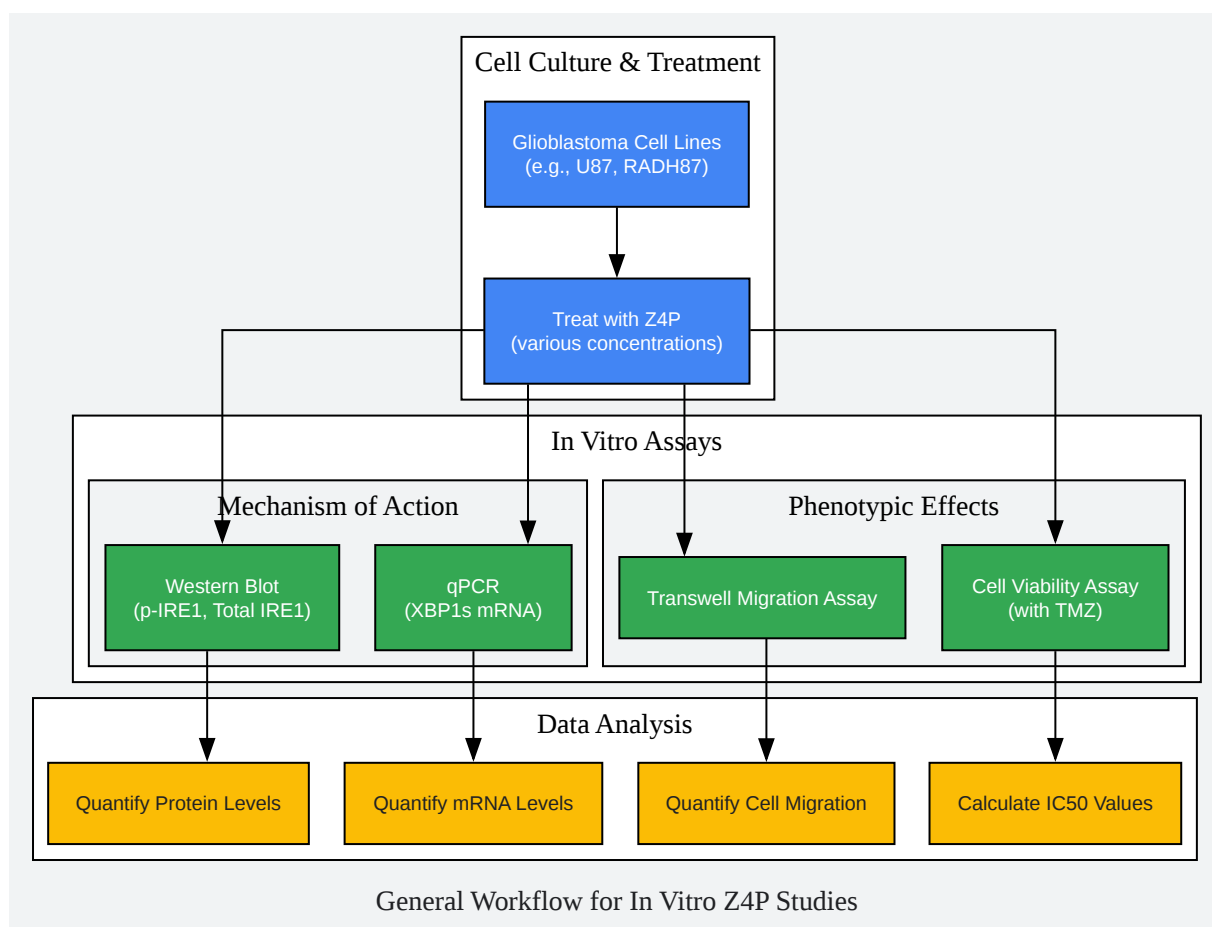 Cell Culture & Treatment
Glioblastoma Cell Lines
(e.g., U87, RADH87)
Treat with Z4P
(various concentrations)
In Vitro Assays
Mechanism of Action
Western Blot
(p-IRE1, Total IRE1)
qPCR
(XBP1s mRNA)
Phenotypic Effects
Transwell Migration Assay
Cell Viability Assay
(with TMZ)
Data Analysis
Quantify Protein Levels
Quantify mRNA Levels
Quantify Cell Migration
Calculate IC50 Values
General Workflow for In Vitro Z4P Studies